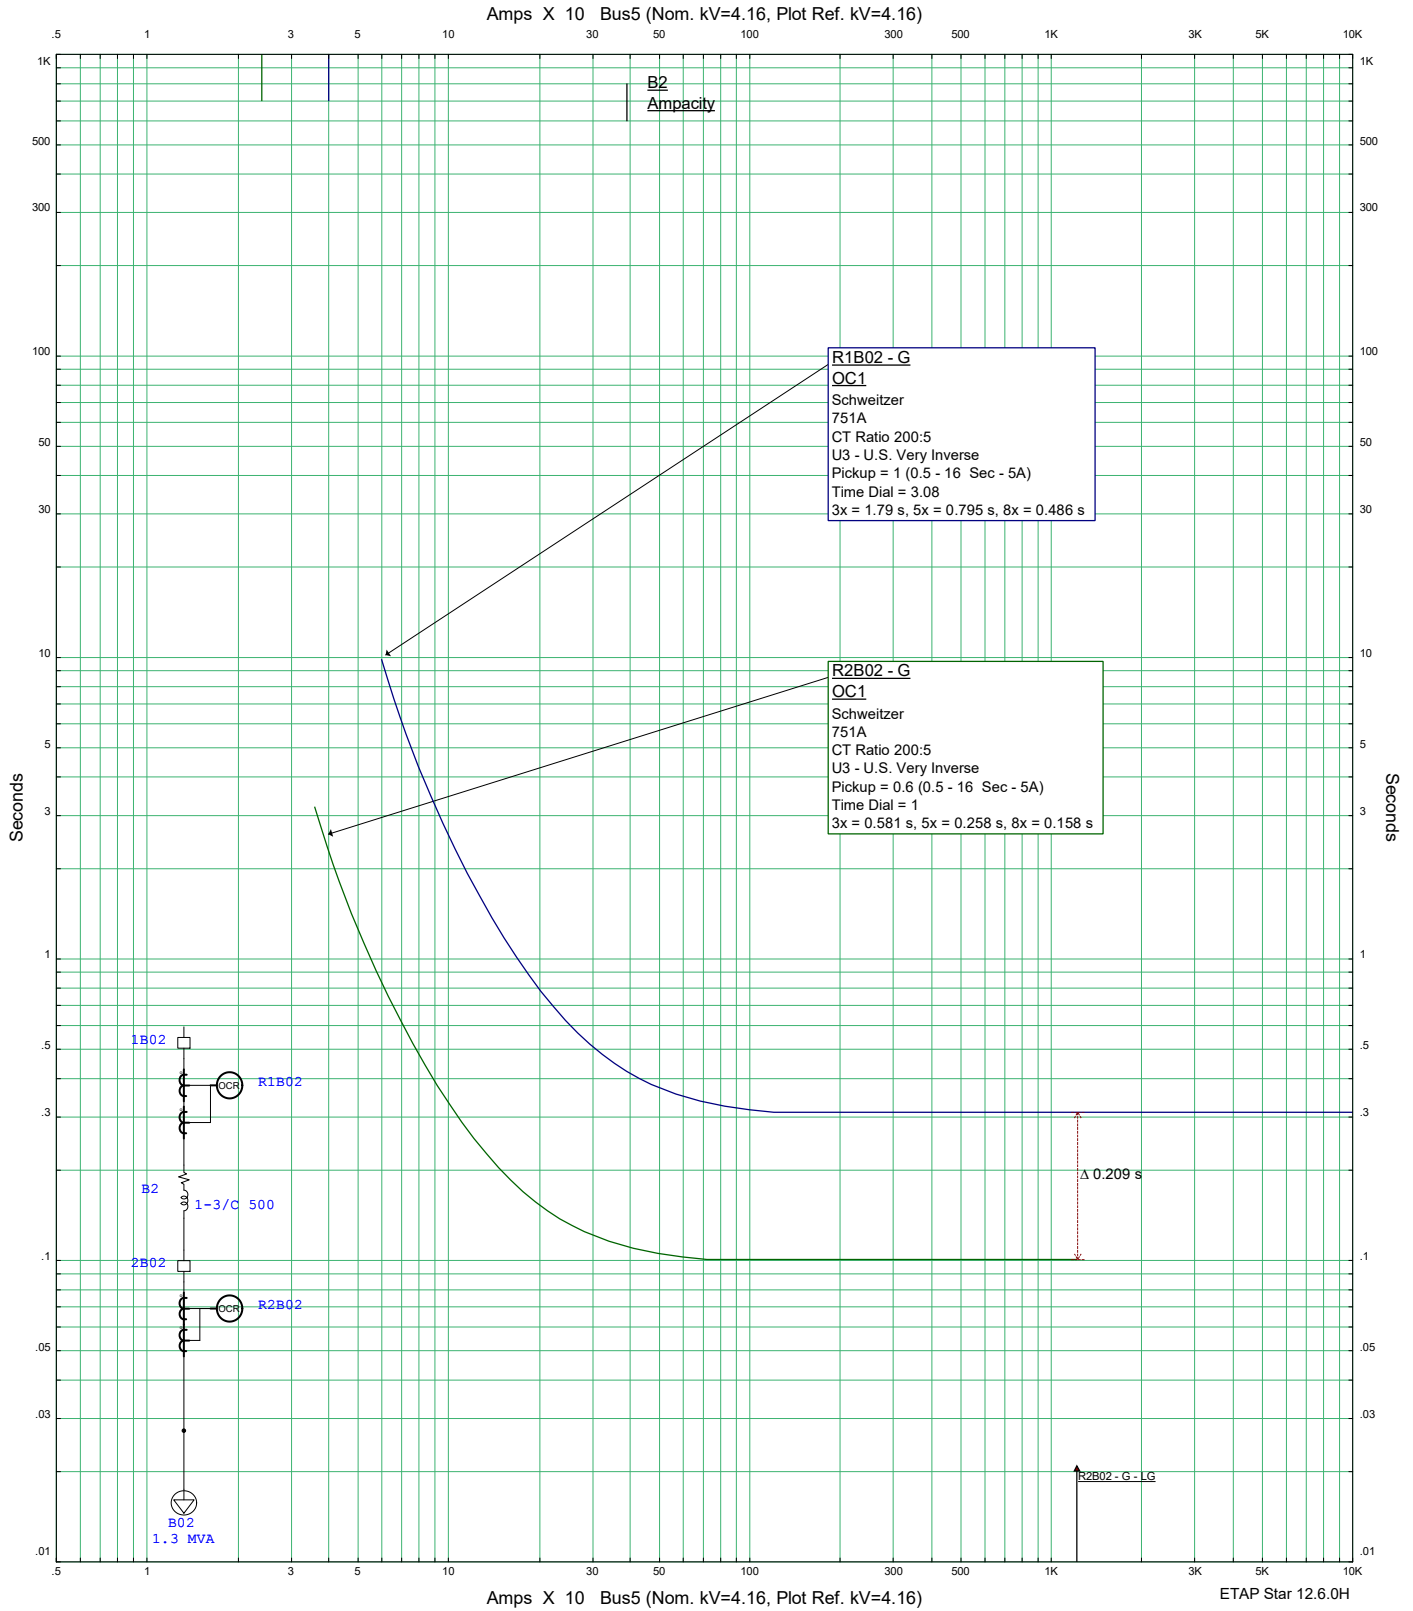 Amps X 10 Bus5 (Nom. kV=4.16, Plot Ref. kV=4.16)
.5 1 3 5 10 30 50 100 300 500 1K 3K 5K 10K
1K 1K
B2
Ampacity
500 500
300 300
100 100
R1B02 - G
OC1
Schweitzer
751A
CT Ratio 200:5
U3 - U.S. Very Inverse
Pickup = 1 (0.5 - 16 Sec - 5A)
Time Dial = 3.08
3x = 1.79 s, 5x = 0.795 s, 8x = 0.486 s
50 50
30 30
10 10
R2B02 - G
OC1
Schweitzer
751A
CT Ratio 200:5
U3 - U.S. Very Inverse
Pickup = 0.6 (0.5 - 16 Sec - 5A)
Time Dial = 1
3x = 0.581 s, 5x = 0.258 s, 8x = 0.158 s
5 5
Seconds
Seconds
3 3
1 1
1B02
.5 .5
OCR
R1B02
.3 .3
Δ 0.209 s
B2
1-3/C 500
2B02
.1 .1
OCR
R2B02
.05 .05
.03 .03
R2B02 - G - LG
B02
1.3 MVA
.01 .01
.5 1 3 5 10 30 50 100 300 500 1K 3K 5K 10K
Amps X 10 Bus5 (Nom. kV=4.16, Plot Ref. kV=4.16)
ETAP Star 12.6.0H